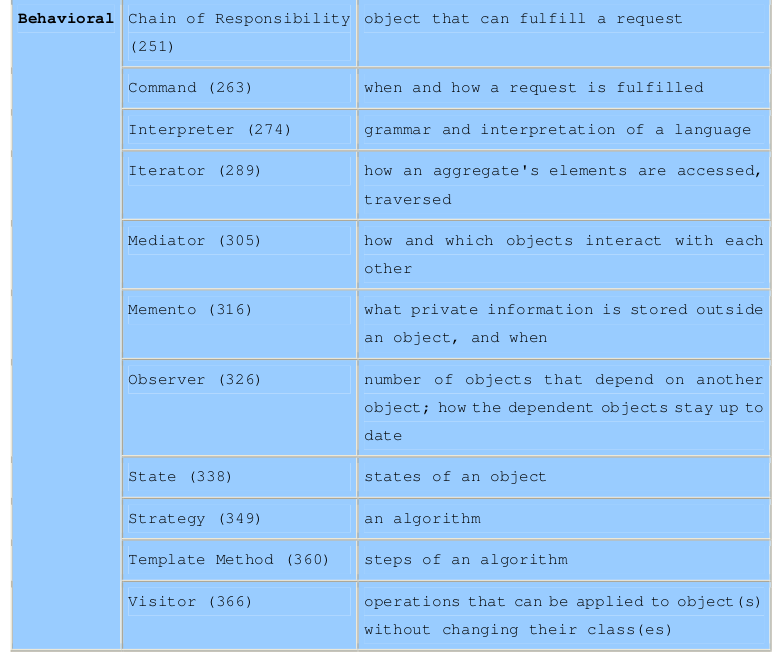 Behavioral Chain of Responsibility object that can fulfill a request
(251)
Command (263) when and how a request is fulfilled
Interpreter (274) grammar and interpretation of a language
Iterator (289) how an aggregate's elements are accessed,
traversed
Mediator (305) how and which objects interact with each
other
Memento (316) what private information is stored outside
an object, and when
Observer (326) number of objects that depend on another
object; how the dependent objects stay up to
date
State (338) states of an object
Strategy (349) an algorithm
Template Method (360) steps of an algorithm
Visitor (366) operations that can be applied to object(s)
without changing their class(es)